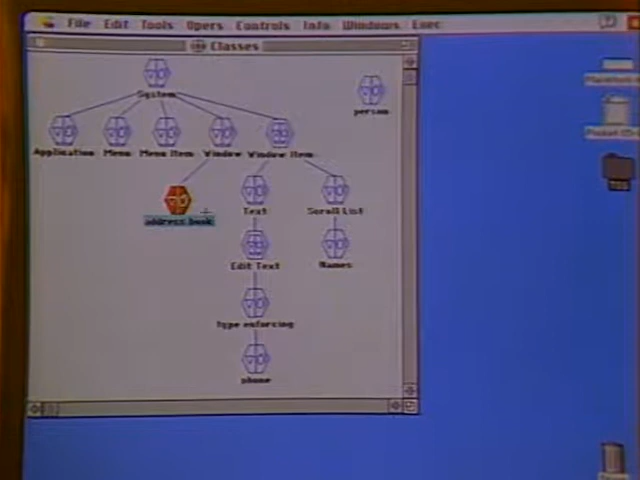 File Edit Tools Opers Controls Info Windows Exec
Classes
System
person
Application Menu Menu Item Window Window Item
address book
Text
Scroll List
Edit Text
Names
Type enforcing
phone